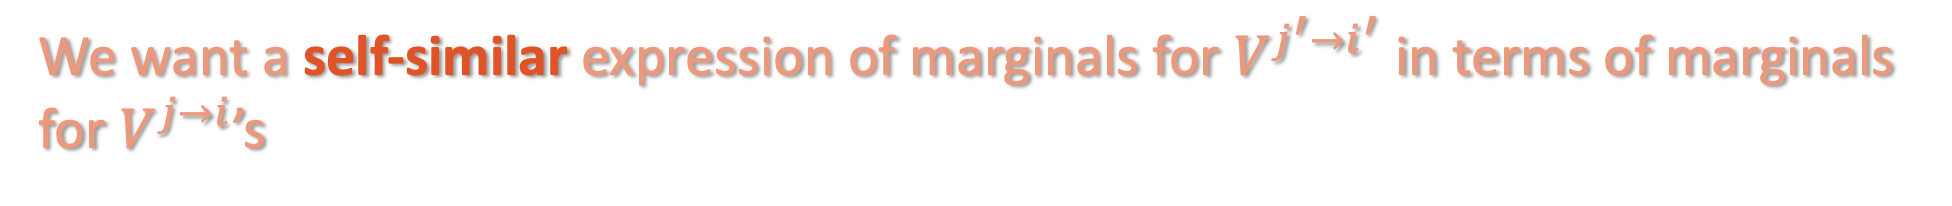 We want a self-similar expression of marginals for V^{j'→i'} in terms of marginals
for V^{j→i}'s